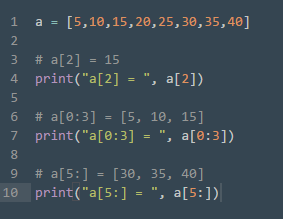 1 a = [5,10,15,20,25,30,35,40]
2
3 # a[2] = 15
4 print("a[2] = ", a[2])
5
6 # a[0:3] = [5, 10, 15]
7 print("a[0:3] = ", a[0:3])
8
9 # a[5:] = [30, 35, 40]
10 print("a[5:] = ", a[5:])